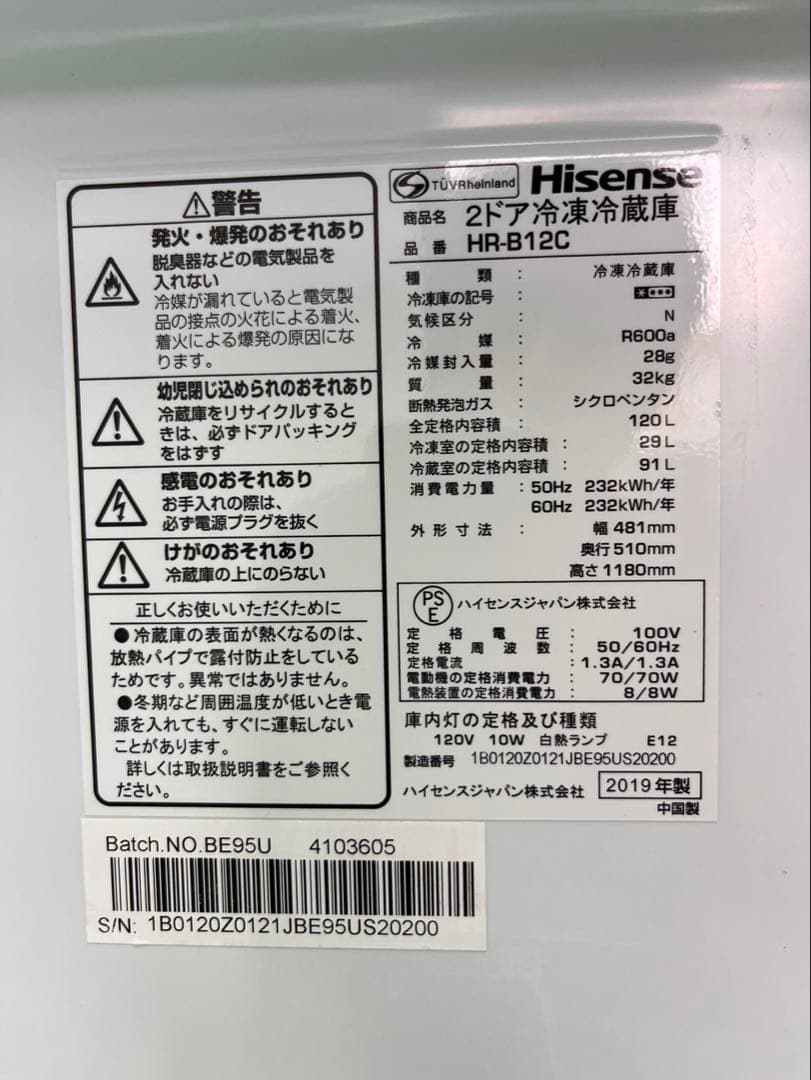 ⚠警告
発火・爆発のおそれあり
脱臭器などの電気製品を
入れない
冷媒が漏れていると電気製
品の接点の火花による着火、
着火による爆発の原因にな
ります。
幼児閉じ込められのおそれあり
冷蔵庫をリサイクルすると
きは、必ずドアパッキング
をはずす
感電のおそれあり
お手入れの際は、
必ず電源プラグを抜く
けがのおそれあり
冷蔵庫の上にのらない
正しくお使いいただくために
●冷蔵庫の表面が熱くなるのは、
放熱パイプで露付防止をしている
ためです。異常ではありません。
●冬期など周囲温度が低いとき電
源を入れても、すぐに運転しない
ことがあります。
詳しくは取扱説明書をご参照く
ださい。
TÜVRheinland Hisense
商品名 2ドア冷凍冷蔵庫
品番 HR-B12C
種類 : 冷凍冷蔵庫
冷凍庫の記号 : ****
気候区分 : N
冷媒 : R600a
冷媒封入量 : 28g
質量 : 32kg
断熱発泡ガス : シクロペンタン
全定格内容積 : 120L
冷凍室の定格内容積 : 29L
冷蔵室の定格内容積 : 91L
消費電力量 : 50Hz 232kWh/年
60Hz 232kWh/年
外形寸法 : 幅 481mm
奥行510mm
高さ1180mm
PSE ハイセンスジャパン株式会社
定格電圧 : 100V
定格周波数 : 50/60Hz
定格電流 : 1.3A/1.3A
電動機の定格消費電力 : 70/70W
電熱装置の定格消費電力 : 8/8W
庫内灯の定格及び種類
120V 10W 白熱ランプ E12
製造番号 1B0120Z0121JBE95US20200
ハイセンスジャパン株式会社 2019年製
中国製
Batch.NO.BE95U 4103605
S/N: 1B0120Z0121JBE95US20200